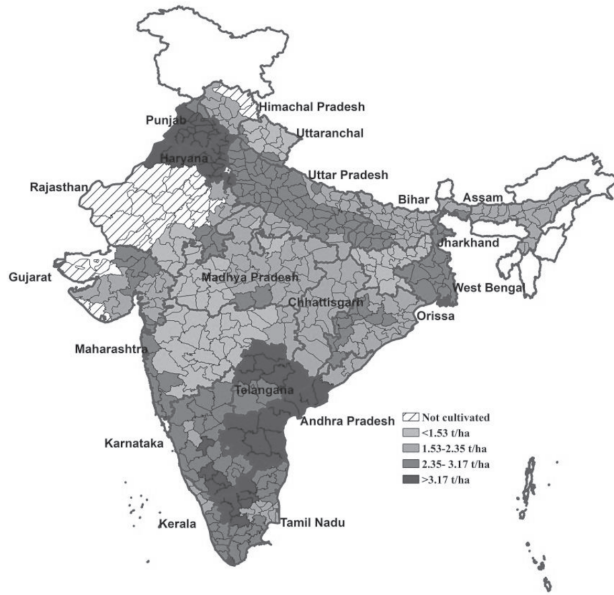 Himachal Pradesh
Punjab
Uttaranchal
Haryana
Uttar Pradesh
Rajasthan
Bihar
Assam
Jharkhand
Gujarat
Madhya Pradesh
West Bengal
Chhattisgarh
Orissa
Maharashtra
Telangana
Andhra Pradesh
Not cultivated
<1.53 t/ha
Karnataka
1.53-2.35 t/ha
2.35- 3.17 t/ha
>3.17 t/ha
Kerala
Tamil Nadu